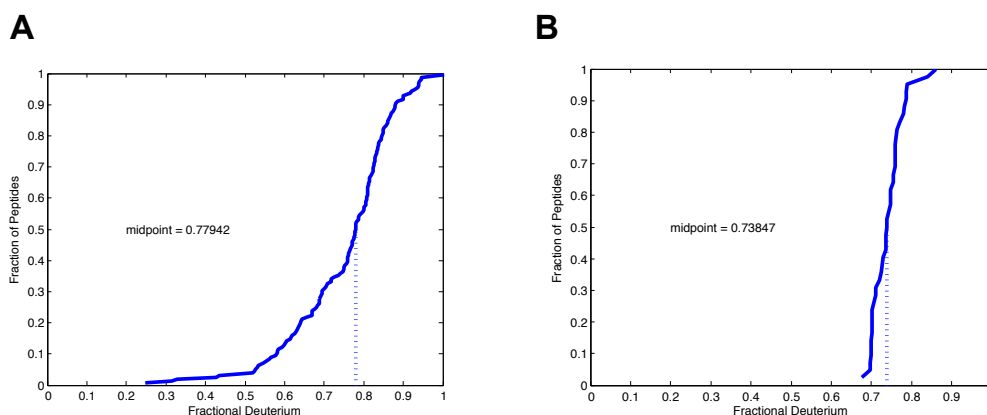 A
B
1
0.9
0.8
0.7
0.6
0.5
0.4
0.3
0.2
0.1
0
Fraction of Peptides
midpoint = 0.77942
0 0.1 0.2 0.3 0.4 0.5 0.6 0.7 0.8 0.9 1
Fractional Deuterium
1
0.9
0.8
0.7
0.6
0.5
0.4
0.3
0.2
0.1
0
Fraction of Peptides
midpoint = 0.73847
0 0.1 0.2 0.3 0.4 0.5 0.6 0.7 0.8 0.9
Fractional Deuterium